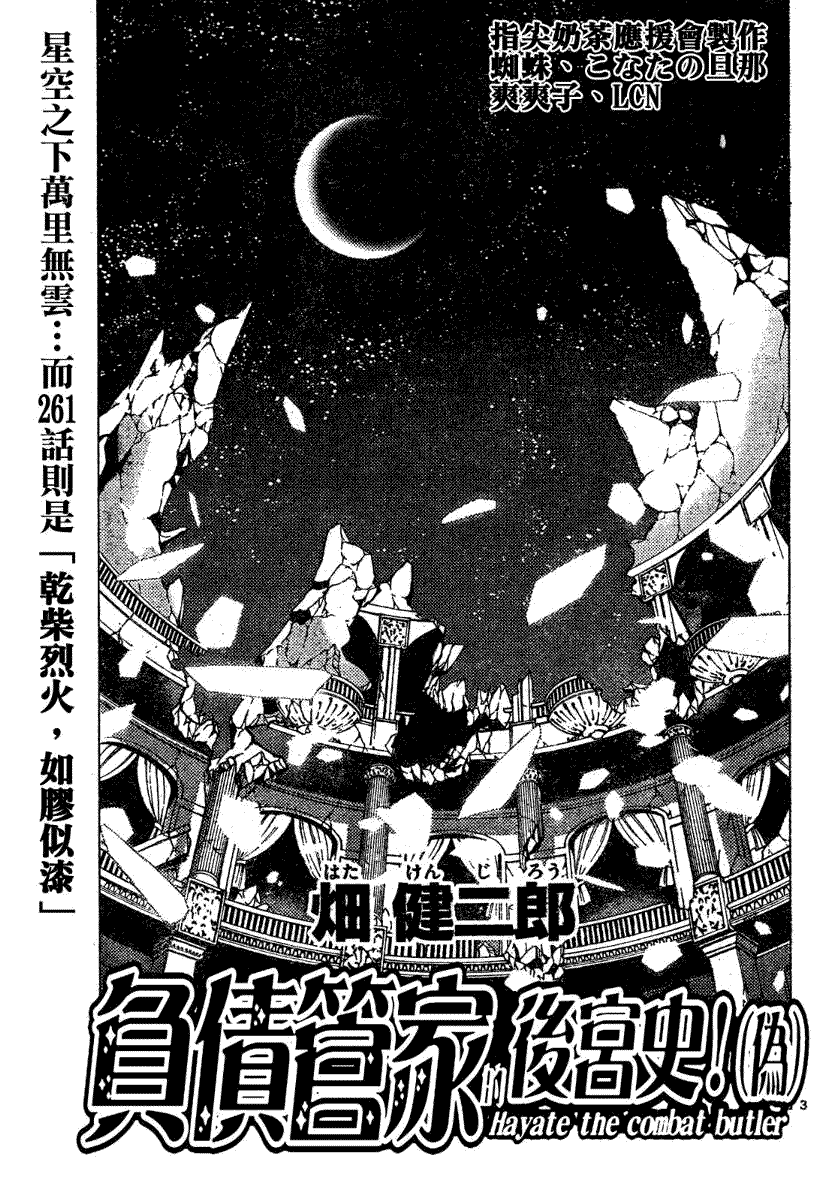 指尖奶茶應援會製作
蜘蛛、こなたの旦那
爽爽子、LCN
星空之下萬里無雲…而261話則是「乾柴烈火，如膠似漆」
はた けん じ ろう
畑 健二郎
負債管家的後宮史!(偽)
Hayate the combat butler
3